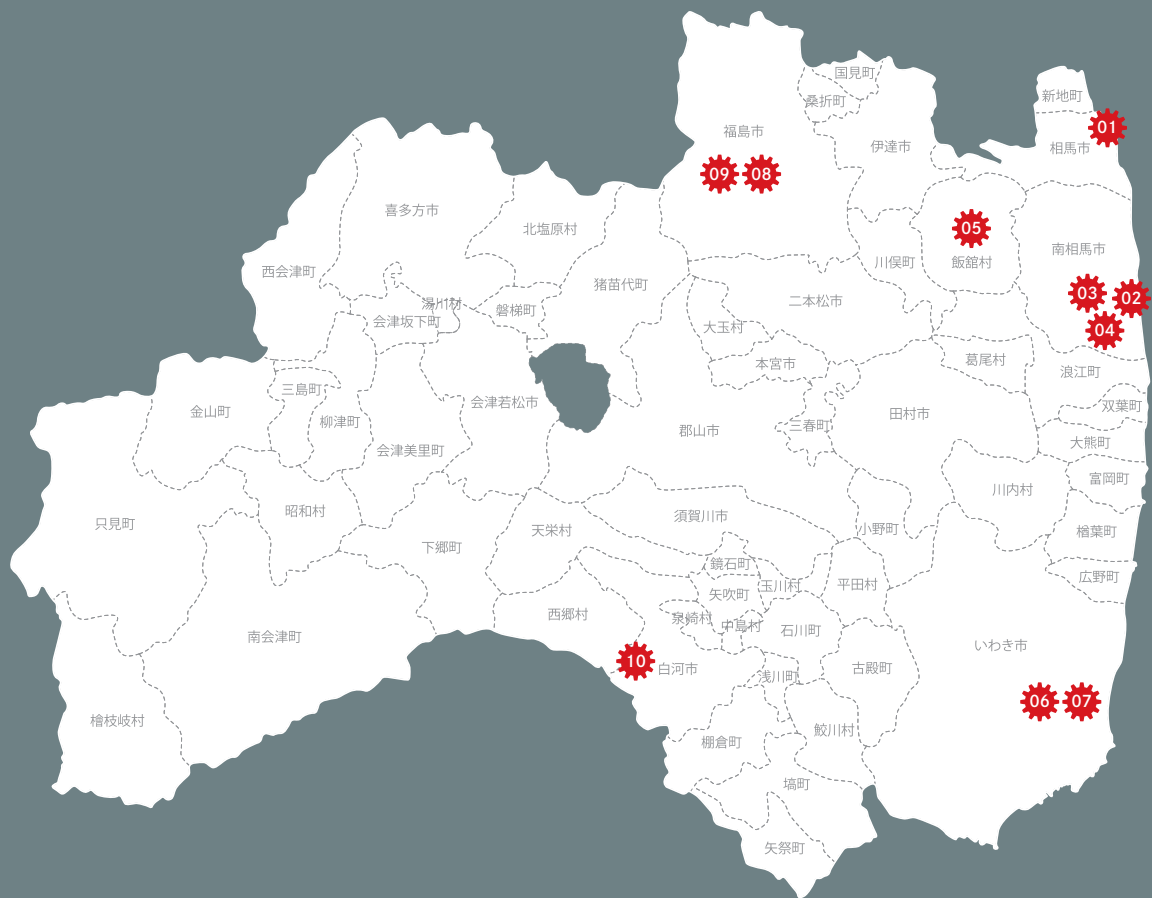 国見町
新地町
桑折町
01
福島市
伊達市
相馬市
09
08
喜多方市
05
北塩原村
南相馬市
西会津町
川俣町
飯舘村
猪苗代町
03
02
湯川村
磐梯町
二本松市
会津坂下町
大玉村
04
本宮市
葛尾村
浪江町
三島町
会津若松市
双葉町
金山町
柳津町
田村市
三春町
郡山市
大熊町
会津美里町
富岡町
川内村
昭和村
須賀川市
只見町
天栄村
小野町
楢葉町
下郷町
鏡石町
広野町
玉川村
平田村
矢吹町
西郷村
泉崎村
中島村
石川町
南会津町
いわき市
10
白河市
古殿町
浅川町
06
07
檜枝岐村
鮫川村
棚倉町
塙町
矢祭町